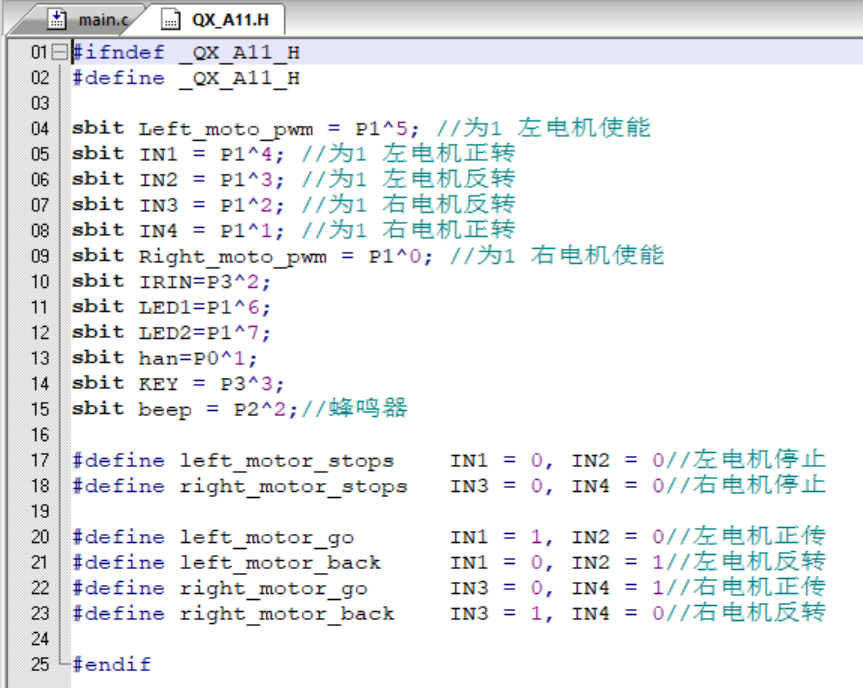 main.c QX_A11.H
01 #ifndef _QX_A11_H
02 #define _QX_A11_H
03
04 sbit Left_moto_pwm = P1^5; //为1 左电机使能
05 sbit IN1 = P1^4; //为1 左电机正转
06 sbit IN2 = P1^3; //为1 左电机反转
07 sbit IN3 = P1^2; //为1 右电机反转
08 sbit IN4 = P1^1; //为1 右电机正转
09 sbit Right_moto_pwm = P1^0; //为1 右电机使能
10 sbit IRIN=P3^2;
11 sbit LED1=P1^6;
12 sbit LED2=P1^7;
13 sbit han=P0^1;
14 sbit KEY = P3^3;
15 sbit beep = P2^2;//蜂鸣器
16
17 #define left_motor_stops    IN1 = 0, IN2 = 0//左电机停止
18 #define right_motor_stops   IN3 = 0, IN4 = 0//右电机停止
19
20 #define left_motor_go       IN1 = 1, IN2 = 0//左电机正传
21 #define left_motor_back     IN1 = 0, IN2 = 1//左电机反转
22 #define right_motor_go      IN3 = 0, IN4 = 1//右电机正传
23 #define right_motor_back    IN3 = 1, IN4 = 0//右电机反转
24
25 #endif